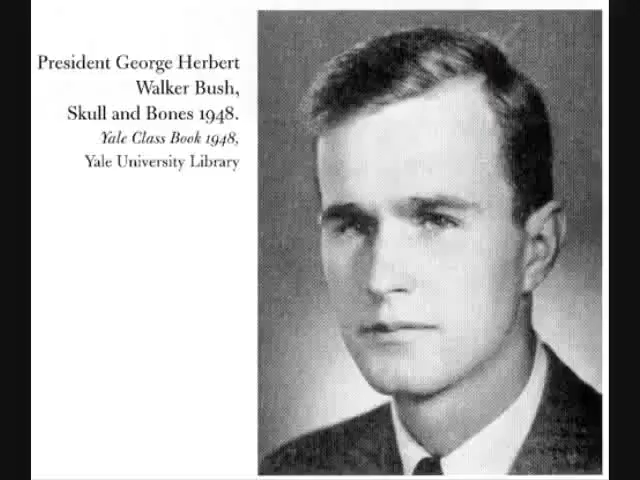 President George Herbert
Walker Bush,
Skull and Bones 1948.
Yale Class Book 1948,
Yale University Library